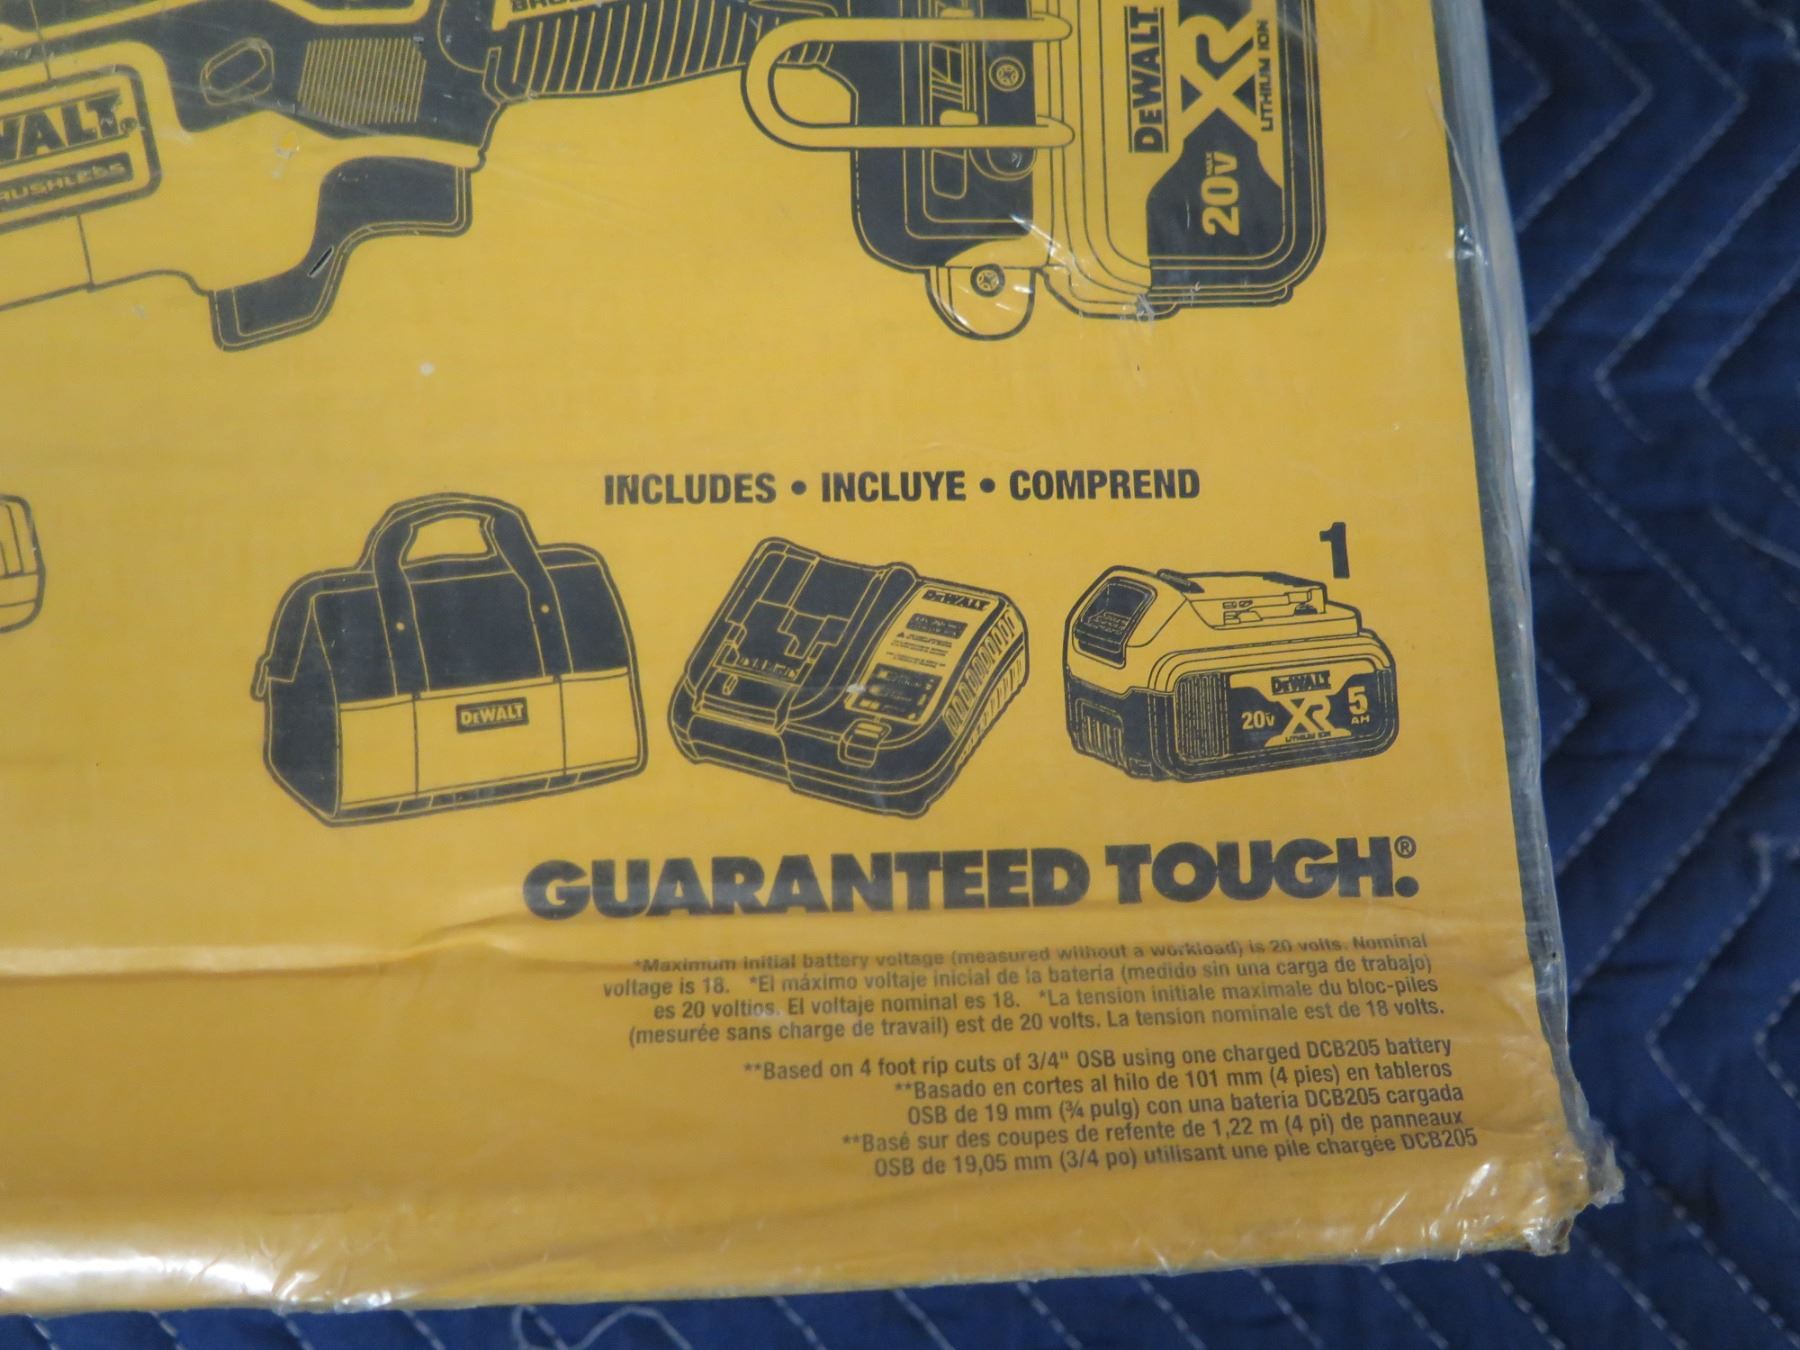 DEWALT
XR
LITHIUM ION
20V MAX
INCLUDES • INCLUYE • COMPREND
1
DEWALT
DEWALT
DEWALT
20V XR 5 AH
LITHIUM ION
GUARANTEED TOUGH.®
*Maximum initial battery voltage (measured without a workload) is 20 volts. Nominal
voltage is 18. *El máximo voltaje inicial de la bateria (medido sin una carga de trabajo)
es 20 voltios. El voltaje nominal es 18. *La tension initiale maximale du bloc-piles
(mesurée sans charge de travail) est de 20 volts. La tension nominale est de 18 volts.
**Based on 4 foot rip cuts of 3/4" OSB using one charged DCB205 battery
**Basado en cortes al hilo de 101 mm (4 pies) en tableros
OSB de 19 mm (¾ pulg) con una bateria DCB205 cargada
**Basé sur des coupes de refente de 1,22 m (4 pi) de panneaux
OSB de 19,05 mm (3/4 po) utilisant une pile chargée DCB205